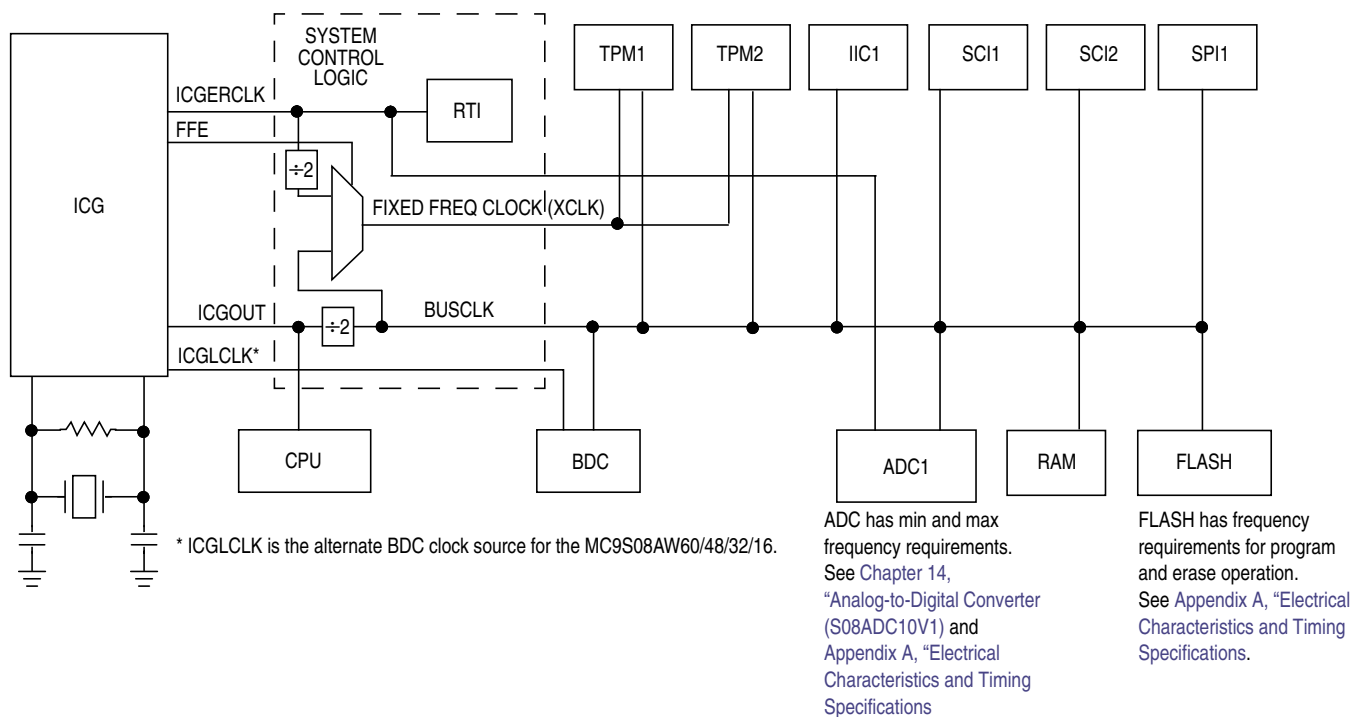 SYSTEM
CONTROL
LOGIC
TPM1
TPM2
IIC1
SCI1
SCI2
SPI1
ICGERCLK
RTI
FFE
÷2
ICG
FIXED FREQ CLOCK (XCLK)
ICGOUT
÷2
BUSCLK
ICGLCLK*
CPU
BDC
ADC1
RAM
FLASH
* ICGLCLK is the alternate BDC clock source for the MC9S08AW60/48/32/16.
ADC has min and max
frequency requirements.
See Chapter 14,
“Analog-to-Digital Converter
(S08ADC10V1) and
Appendix A, “Electrical
Characteristics and Timing
Specifications
FLASH has frequency
requirements for program
and erase operation.
See Appendix A, “Electrical
Characteristics and Timing
Specifications.